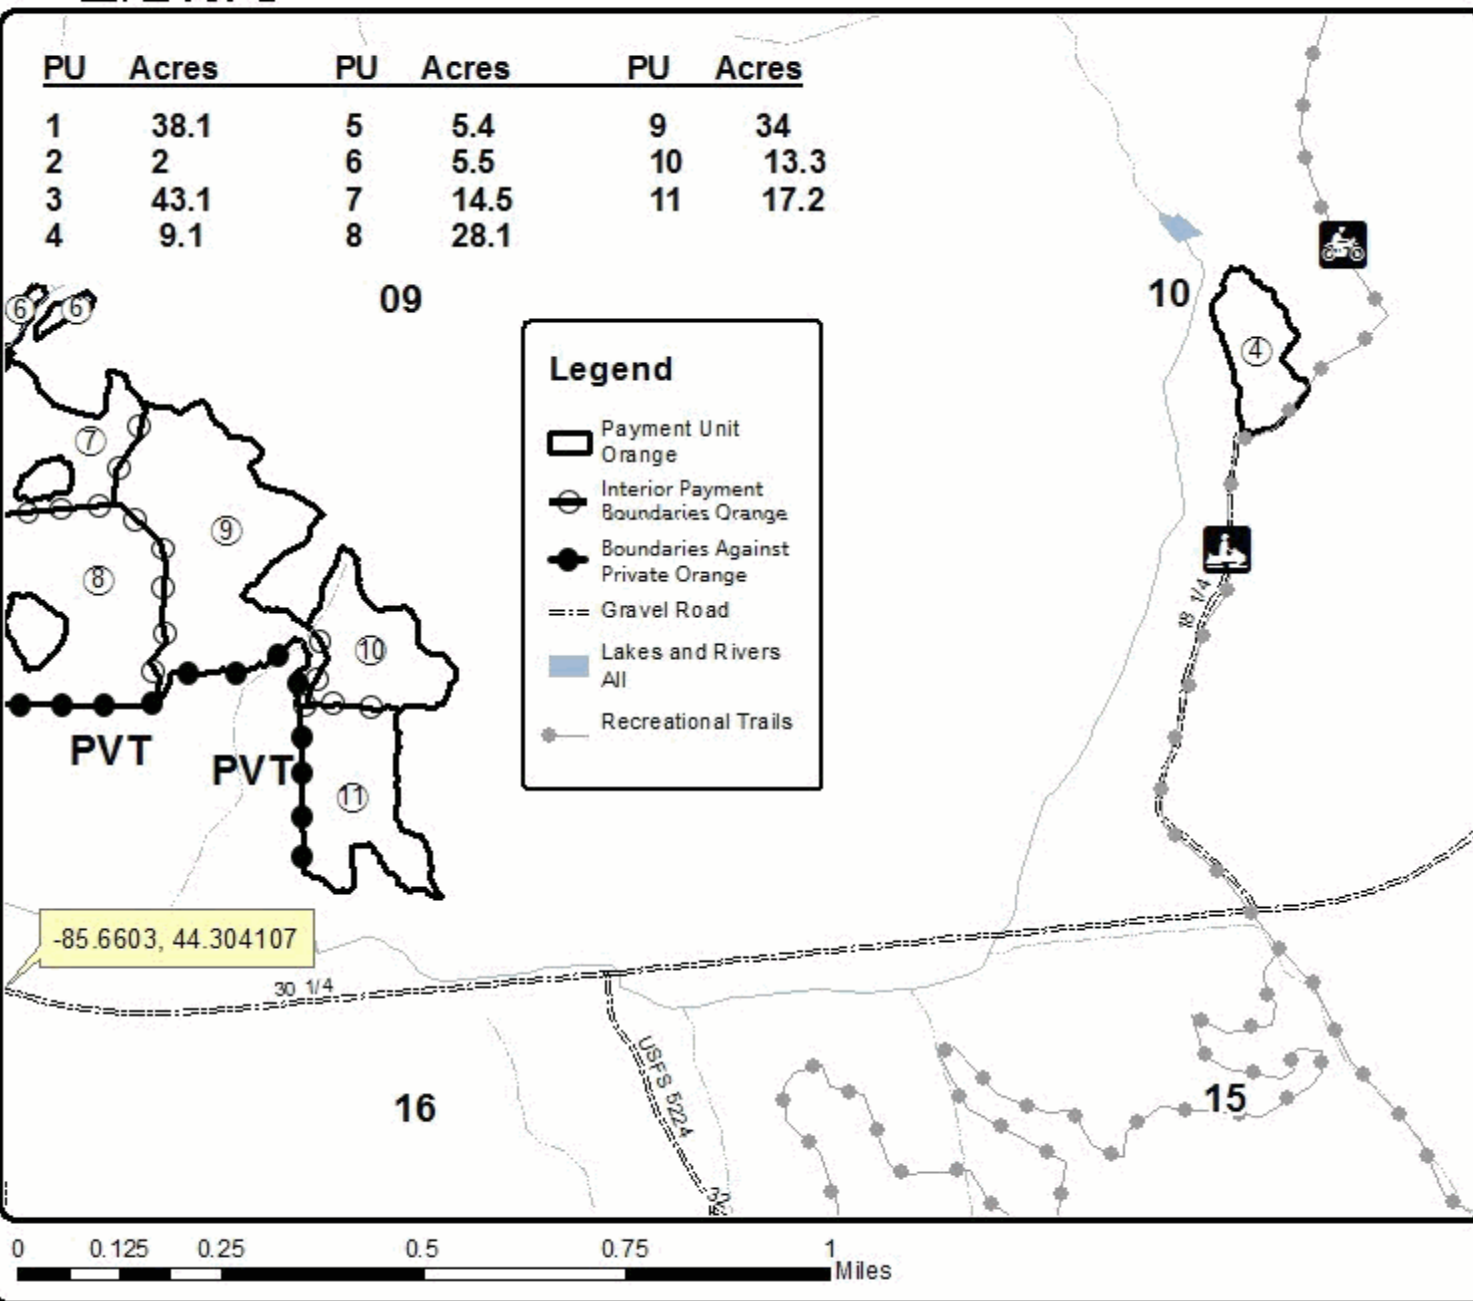 PU Acres PU Acres PU Acres
1 38.1 5 5.4 9 34
2 2 6 5.5 10 13.3
3 43.1 7 14.5 11 17.2
4 9.1 8 28.1
09
10
6 6
4
7
9
8
10
11
PVT
PVT
Legend
Payment Unit
Orange
Interior Payment
Boundaries Orange
Boundaries Against
Private Orange
Gravel Road
Lakes and Rivers
All
Recreational Trails
18 1/4
-85.6603, 44.304107
30 1/4
USFS 5224
16
15
0 0.125 0.25 0.5 0.75 1
Miles